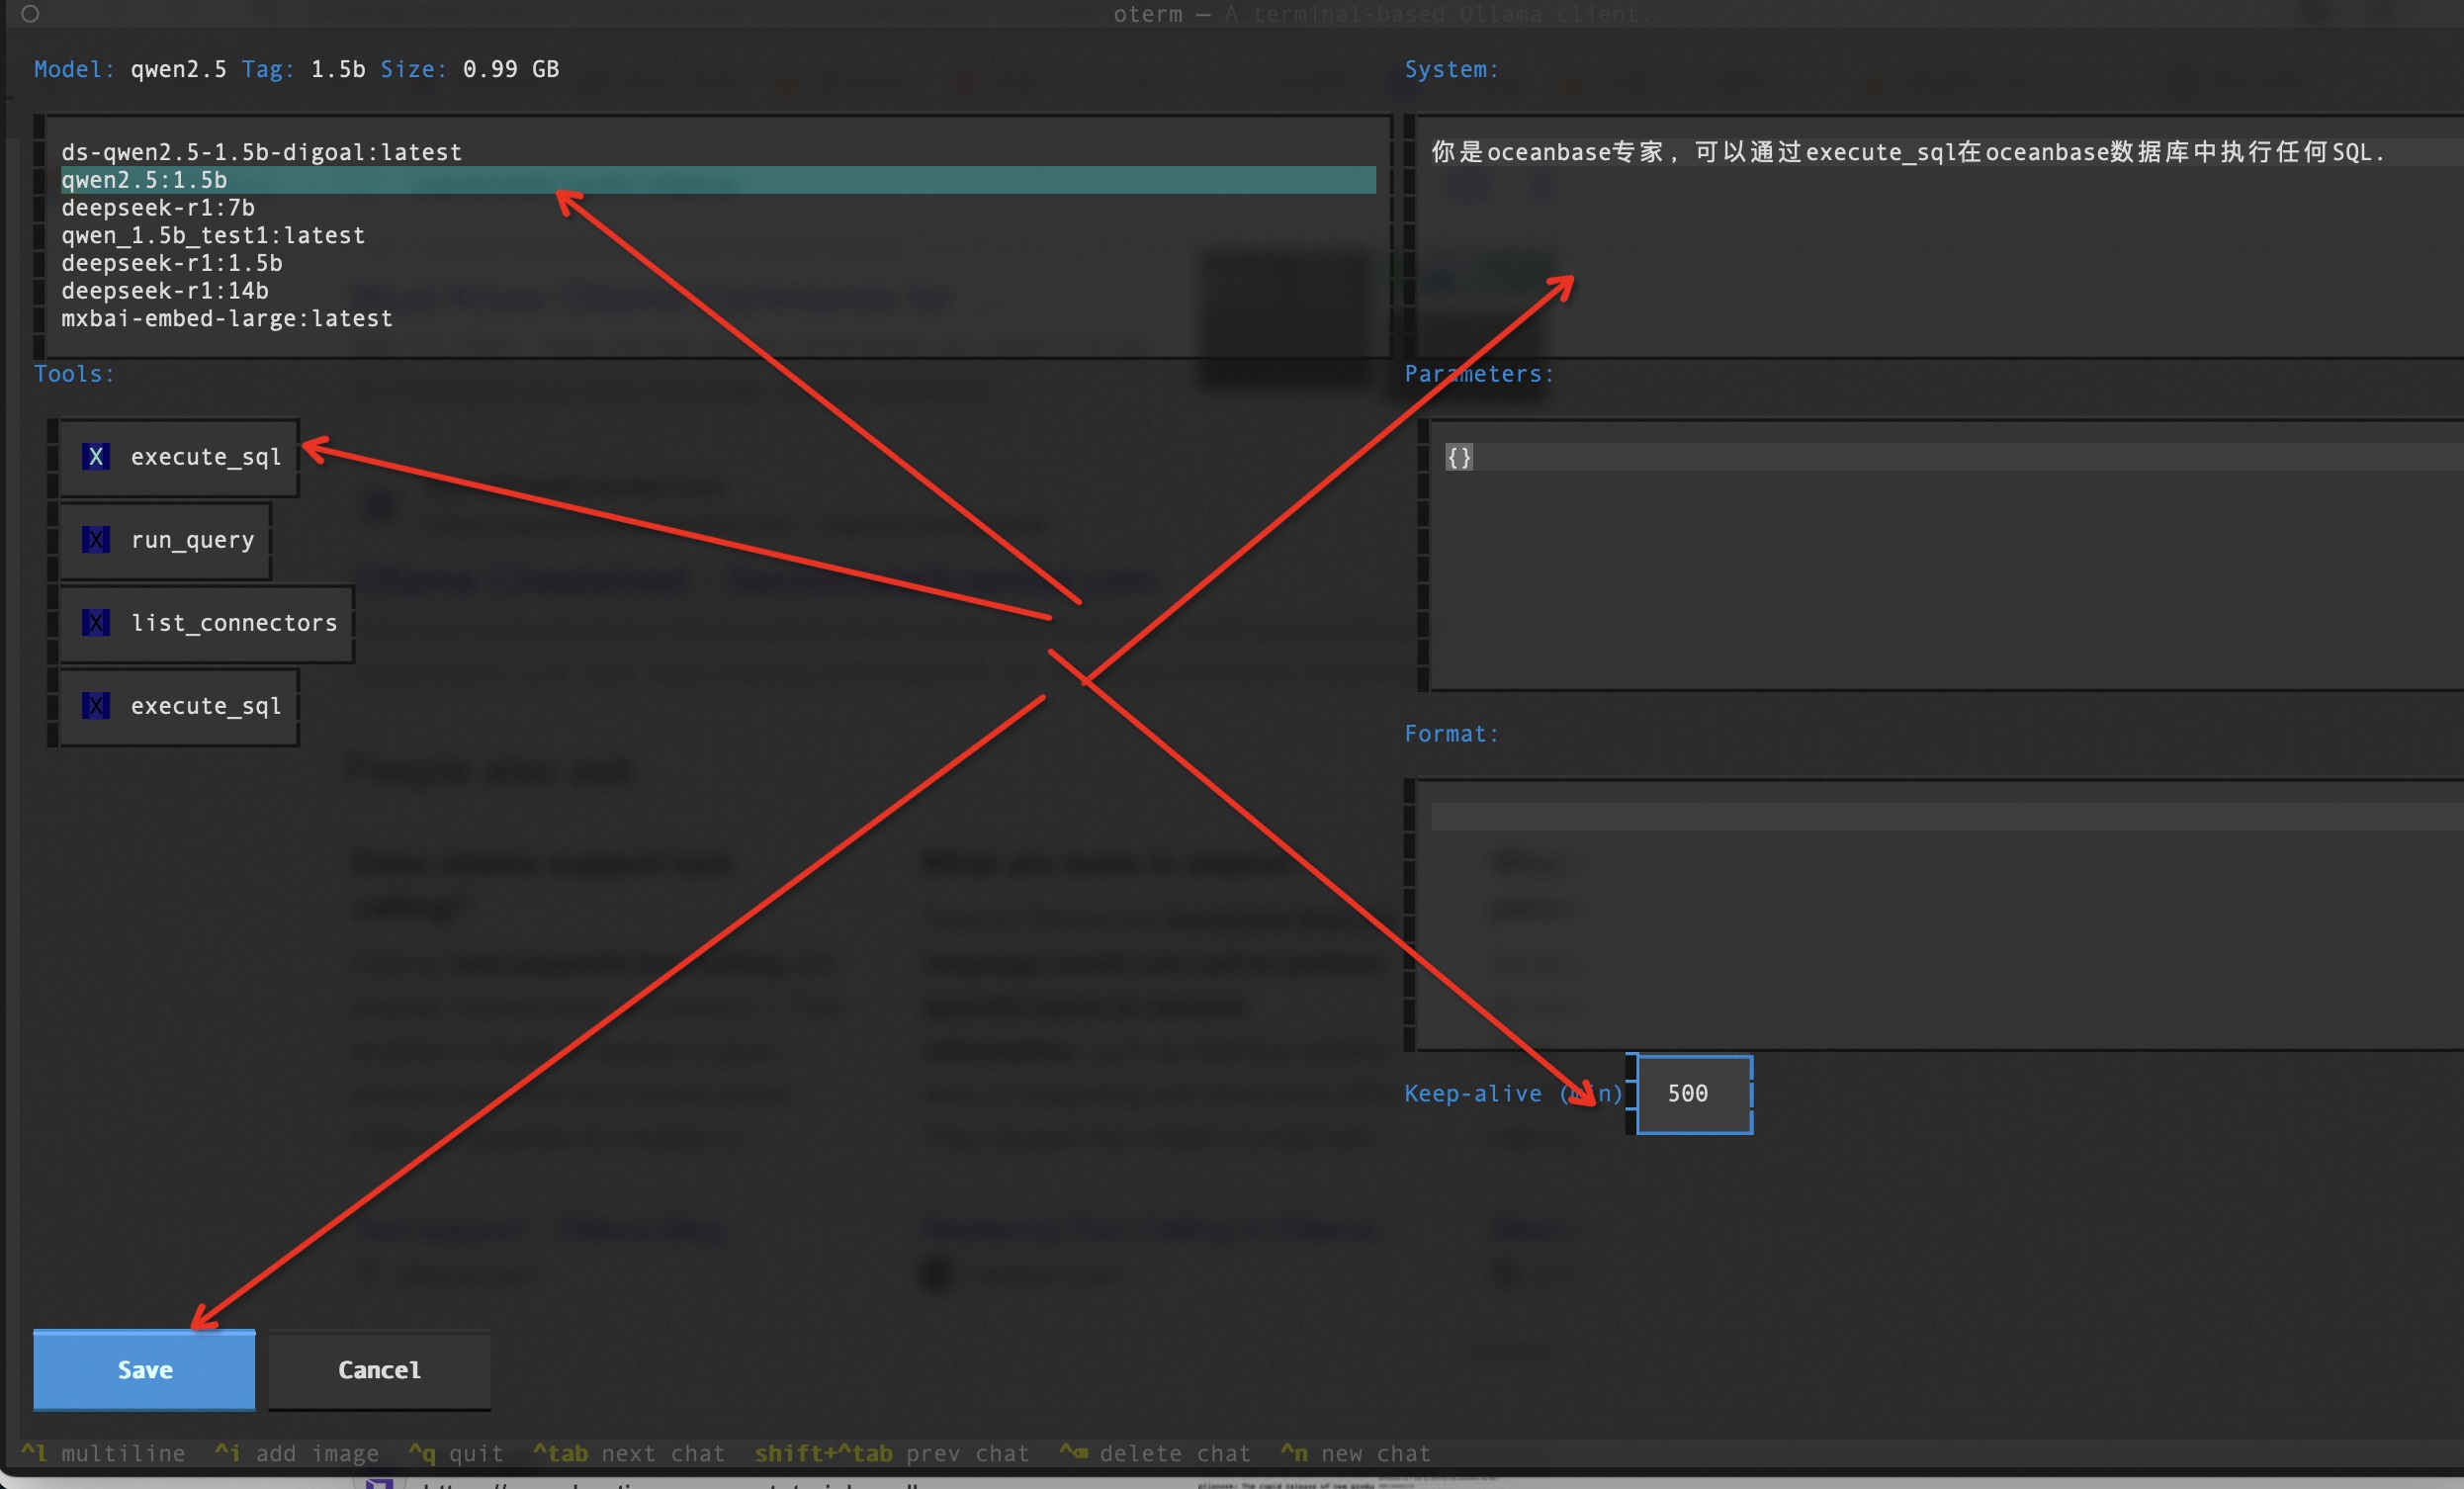 oterm — A terminal-based Ollama client.
Model: qwen2.5 Tag: 1.5b Size: 0.99 GB
ds-qwen2.5-1.5b-digoal:latest
qwen2.5:1.5b
deepseek-r1:7b
qwen_1.5b_test1:latest
deepseek-r1:1.5b
deepseek-r1:14b
mxbai-embed-large:latest
Tools:
X execute_sql
X run_query
X list_connectors
X execute_sql
System:
你是oceanbase专家，可以通过execute_sql在oceanbase数据库中执行任何SQL.
Parameters:
{}
Format:
Keep-alive (min) 500
Save Cancel
^l multiline ^i add image ^q quit ^tab next chat shift+^tab prev chat ^⌫ delete chat ^n new chat